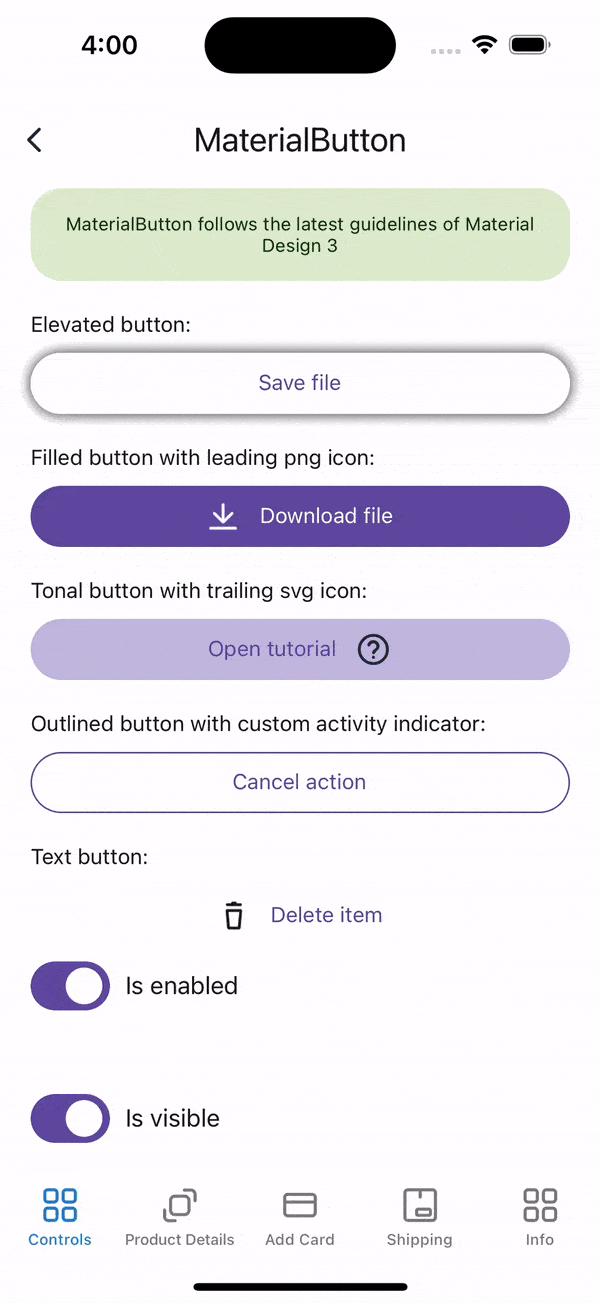 4:00
MaterialButton
MaterialButton follows the latest guidelines of Material
Design 3
Elevated button:
Save file
Filled button with leading png icon:
Download file
Tonal button with trailing svg icon:
Open tutorial
Outlined button with custom activity indicator:
Cancel action
Text button:
Delete item
Is enabled
Is visible
Controls
Product Details
Add Card
Shipping
Info